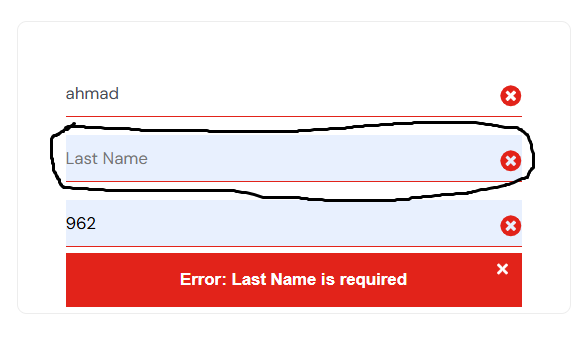 ahmad
Last Name
962
Error: Last Name is required